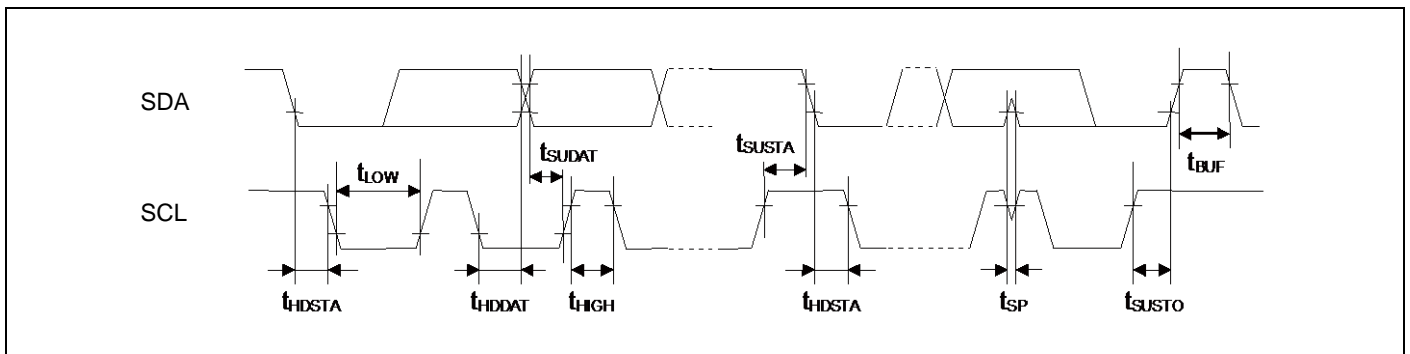 SDA
tSUDAT
tSUSTA
tBUF
tLOW
SCL
tHDSTA
tHDDAT
tHIGH
tHDSTA
tSP
tSUSTO